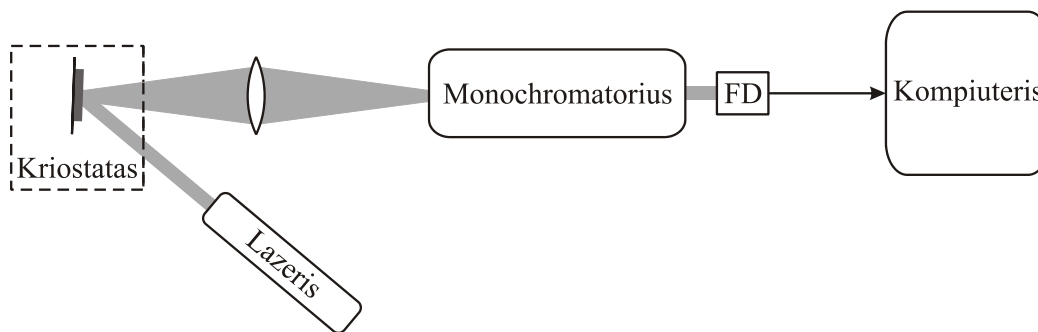 Kriostatas
Lazeris
Monochromatorius
FD
Kompiuteris